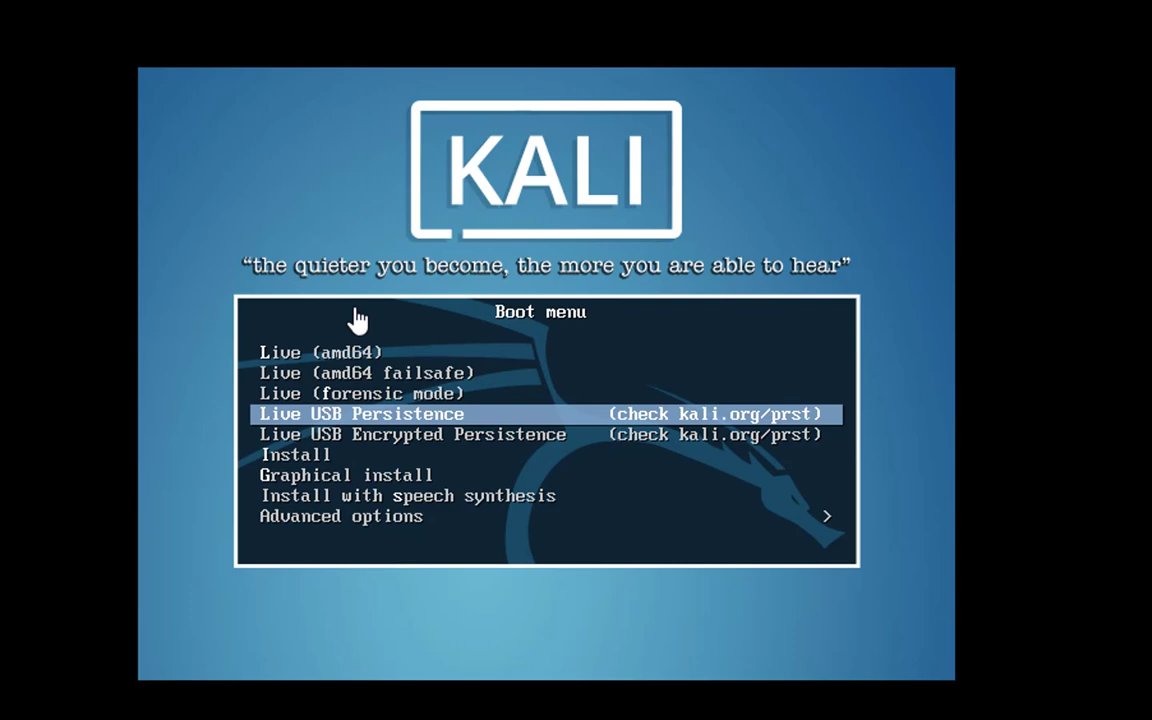 KALI
“the quieter you become, the more you are able to hear”
Boot menu
Live (amd64)
Live (amd64 failsafe)
Live (forensic mode)
Live USB Persistence (check kali.org/prst)
Live USB Encrypted Persistence (check kali.org/prst)
Install
Graphical install
Install with speech synthesis
Advanced options >